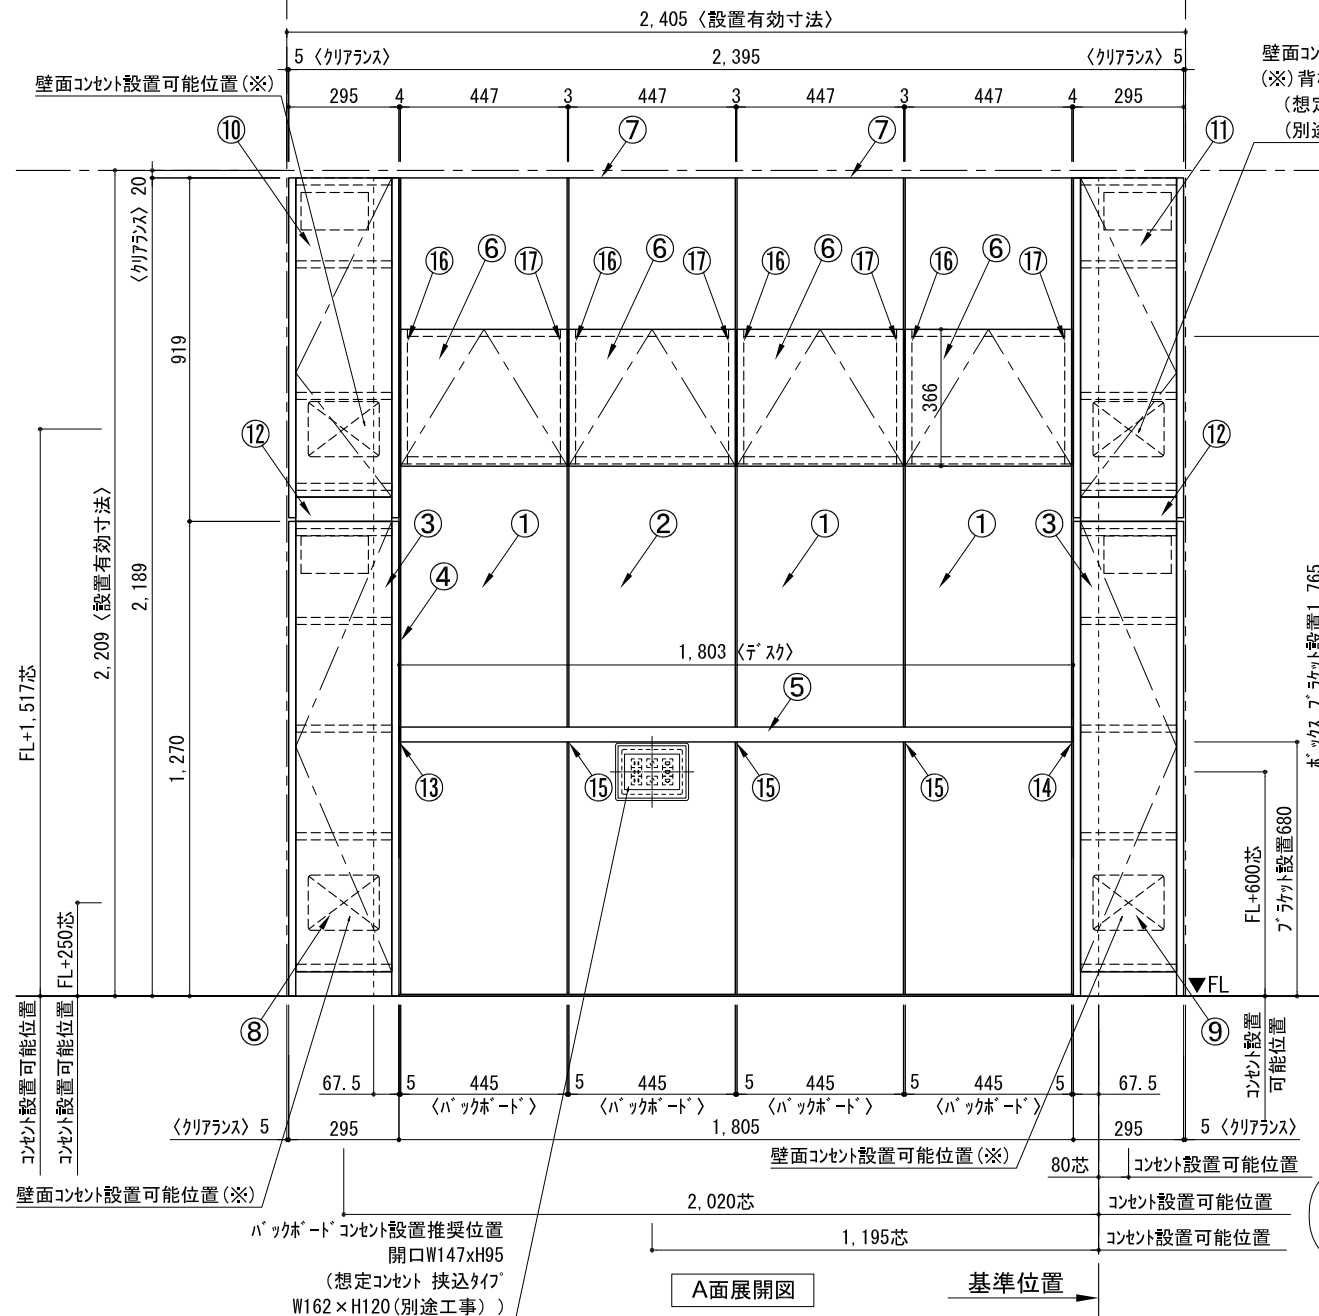 2,405〈設置有効寸法〉
5〈クリアランス〉
2,395
〈クリアランス〉5
壁面コンセント設置可能位置(※)
295
4
447
3
447
3
447
3
447
4
295
⑩
⑦
⑦
⑪
〈クリアランス〉20
⑯
⑥
⑰
⑯
⑥
⑰
⑯
⑥
⑰
⑯
⑥
⑰
919
366
⑫
⑫
③
①
②
①
①
③
④
2,209〈設置有効寸法〉
2,189
FL+1,517芯
1,270
1,803〈デスク〉
⑤
⑬
⑮
⑮
⑮
⑭
ボックス ブラケット設置1,765
FL+600芯
ブラケット設置680
FL+250芯
▼FL
⑧
⑨
コンセント設置可能位置
コンセント設置可能位置
コンセント設置
可能位置
67.5
5
445
5
445
5
445
5
445
5
67.5
〈バックボード〉
〈バックボード〉
〈バックボード〉
〈バックボード〉
〈クリアランス〉5
295
1,805
295
5〈クリアランス〉
壁面コンセント設置可能位置(※)
80芯
コンセント設置可能位置
壁面コンセント設置可能位置(※)
2,020芯
コンセント設置可能位置
バックボードコンセント設置推奨位置
開口W147xH95
(想定コンセント 挟込タイプ
W162×H120(別途工事))
1,195芯
コンセント設置可能位置
A面展開図
基準位置